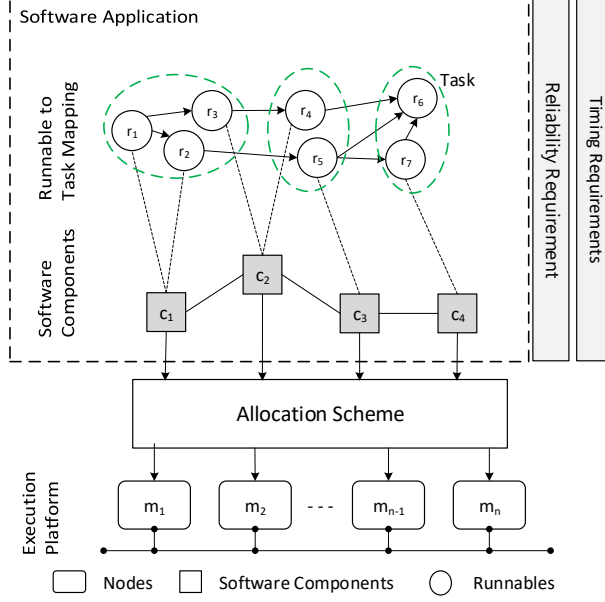 Software Application
Runnable to
Task Mapping
Task
r1
r2
r3
r4
r5
r6
r7
Reliability Requirement
Timing Requirements
Software
Components
c1
c2
c3
c4
Allocation Scheme
Execution
Platform
m1
m2
- - -
mn-1
mn
Nodes
Software Components
Runnables